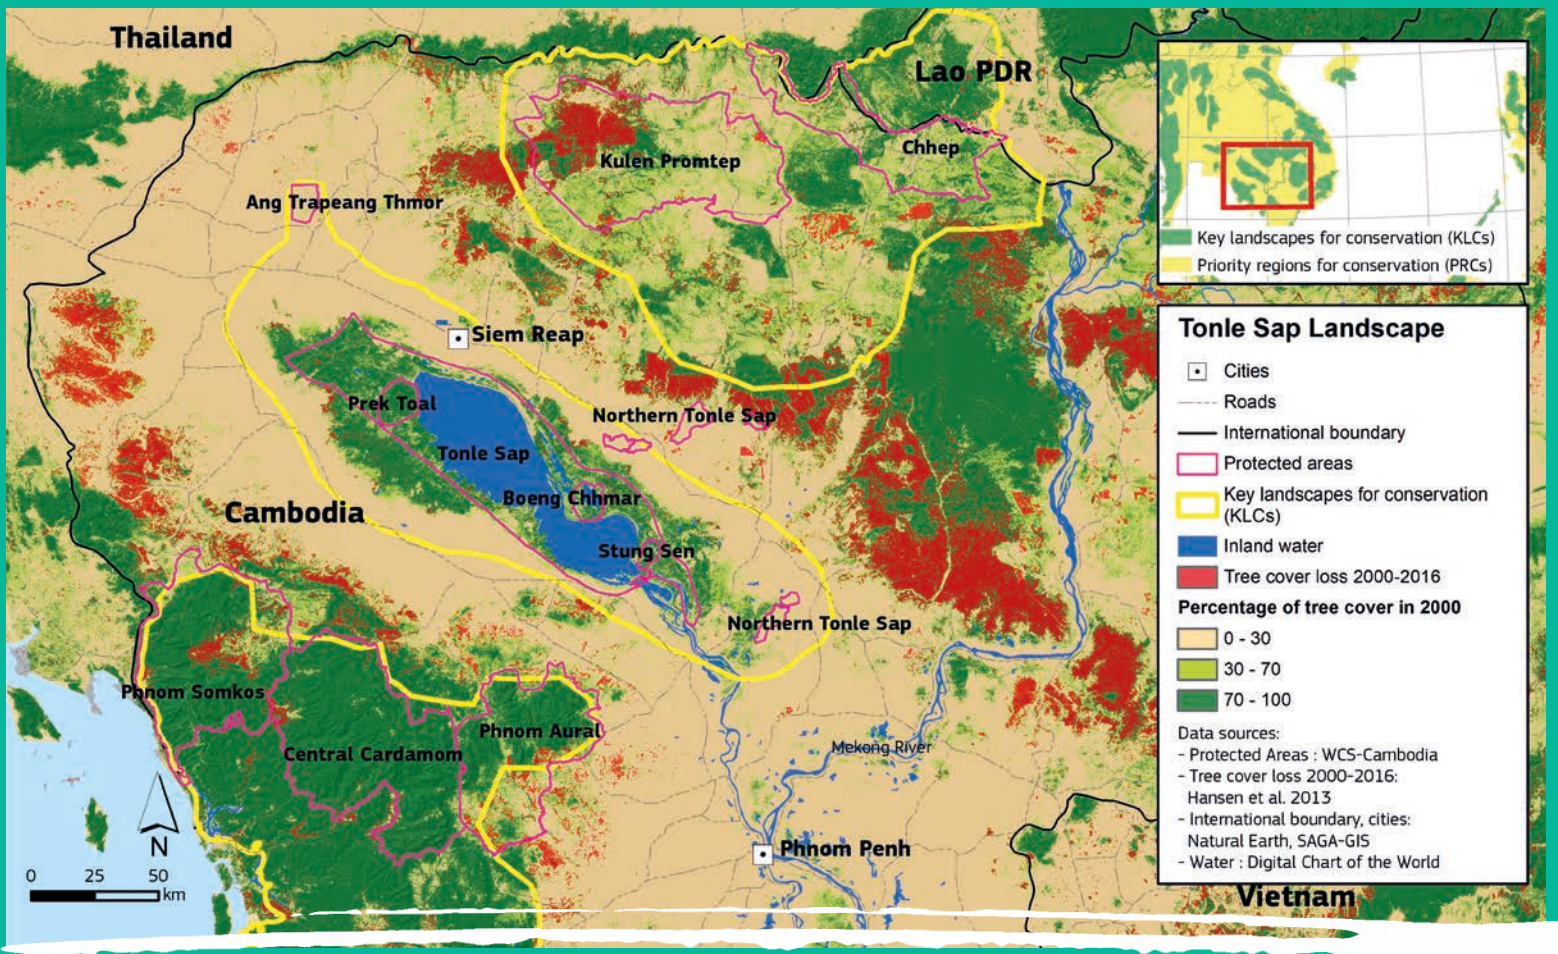 Thailand
Lao PDR
Kulen Promtep
Chhep
Ang Trapeang Thmor
Siem Reap
Prek Toal
Northern Tonle Sap
Tonle Sap
Boeng Chhmar
Cambodia
Stung Sen
Northern Tonle Sap
Phnom Somkos
Phnom Aural
Central Cardamom
Mekong River
Phnom Penh
Vietnam
N
0 25 50
km
Key landscapes for conservation (KLCs)
Priority regions for conservation (PRCs)
Tonle Sap Landscape
Cities
Roads
International boundary
Protected areas
Key landscapes for conservation
(KLCs)
Inland water
Tree cover loss 2000-2016
Percentage of tree cover in 2000
0 - 30
30 - 70
70 - 100
Data sources:
- Protected Areas : WCS-Cambodia
- Tree cover loss 2000-2016:
Hansen et al. 2013
- International boundary, cities:
Natural Earth, SAGA-GIS
- Water : Digital Chart of the World